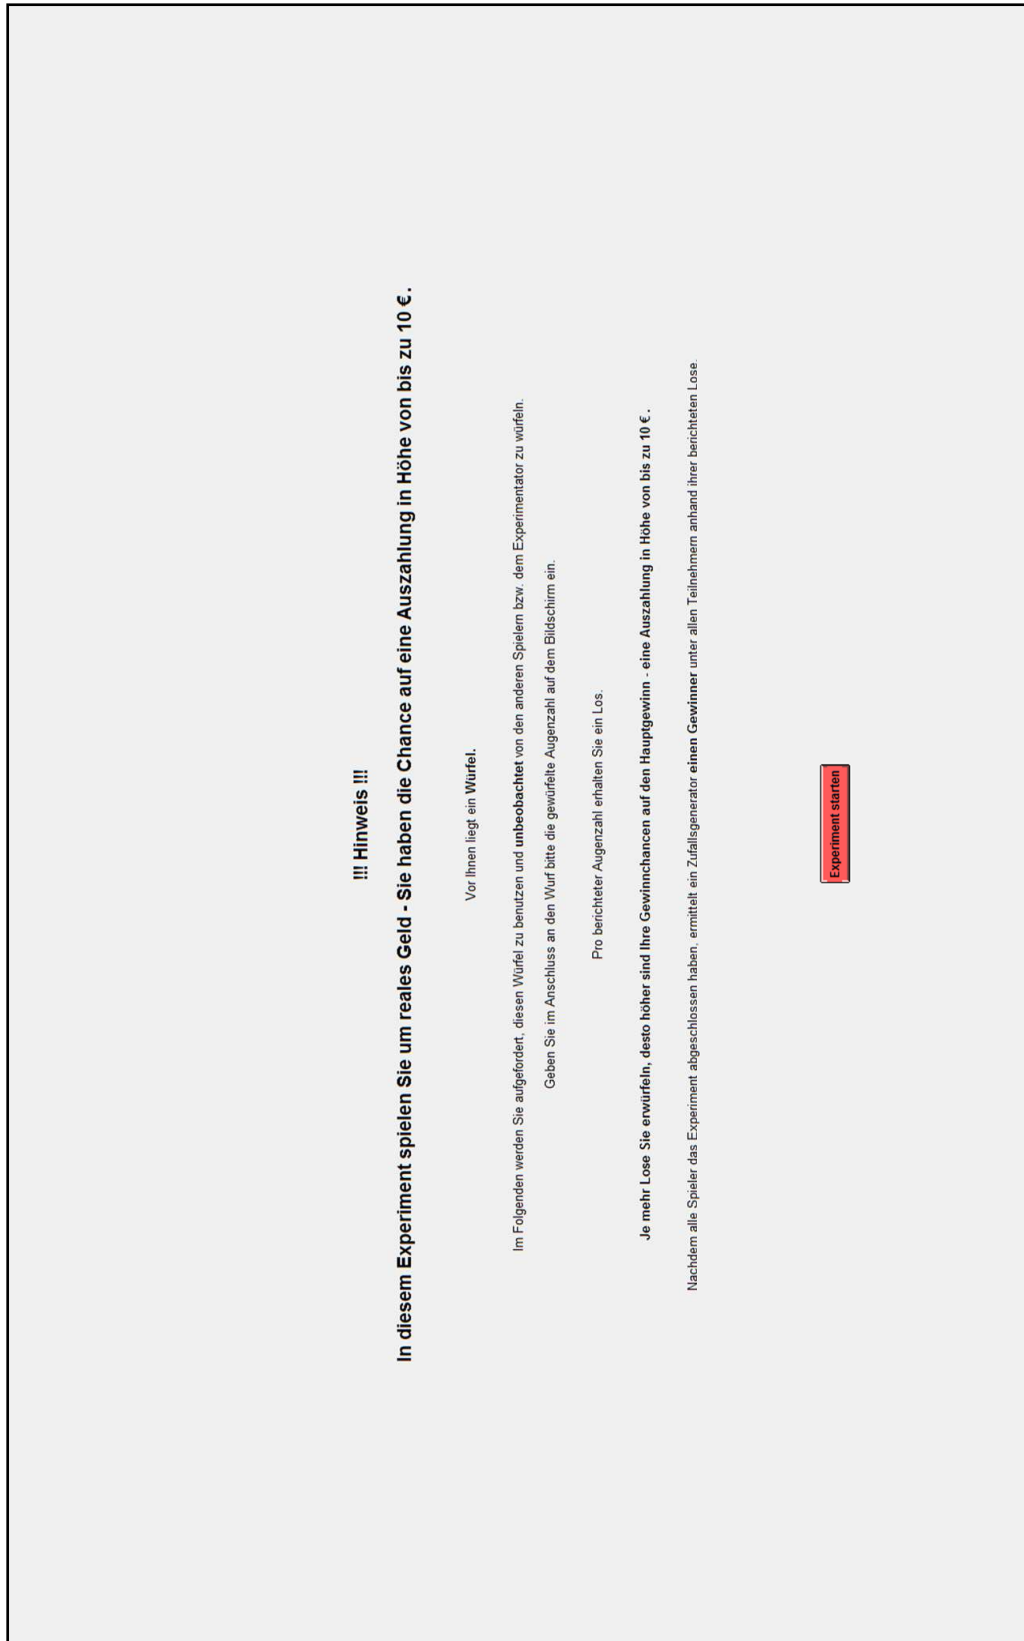 !!! Hinweis !!!
In diesem Experiment spielen Sie um reales Geld - Sie haben die Chance auf eine Auszahlung in Höhe von bis zu 10 €.
Vor Ihnen liegt ein Würfel.
Im Folgenden werden Sie aufgefordert, diesen Würfel zu benutzen und unbeobachtet von den anderen Spielern bzw. dem Experimentator zu würfeln.
Geben Sie im Anschluss an den Wurf bitte die gewürfelte Augenzahl auf dem Bildschirm ein.
Pro berichteter Augenzahl erhalten Sie ein Los.
Je mehr Lose Sie erwürfeln, desto höher sind Ihre Gewinnchancen auf den Hauptgewinn - eine Auszahlung in Höhe von bis zu 10 €.
Nachdem alle Spieler das Experiment abgeschlossen haben, ermittelt ein Zufallsgenerator einen Gewinner unter allen Teilnehmern anhand ihrer berichteten Lose.
Experiment starten